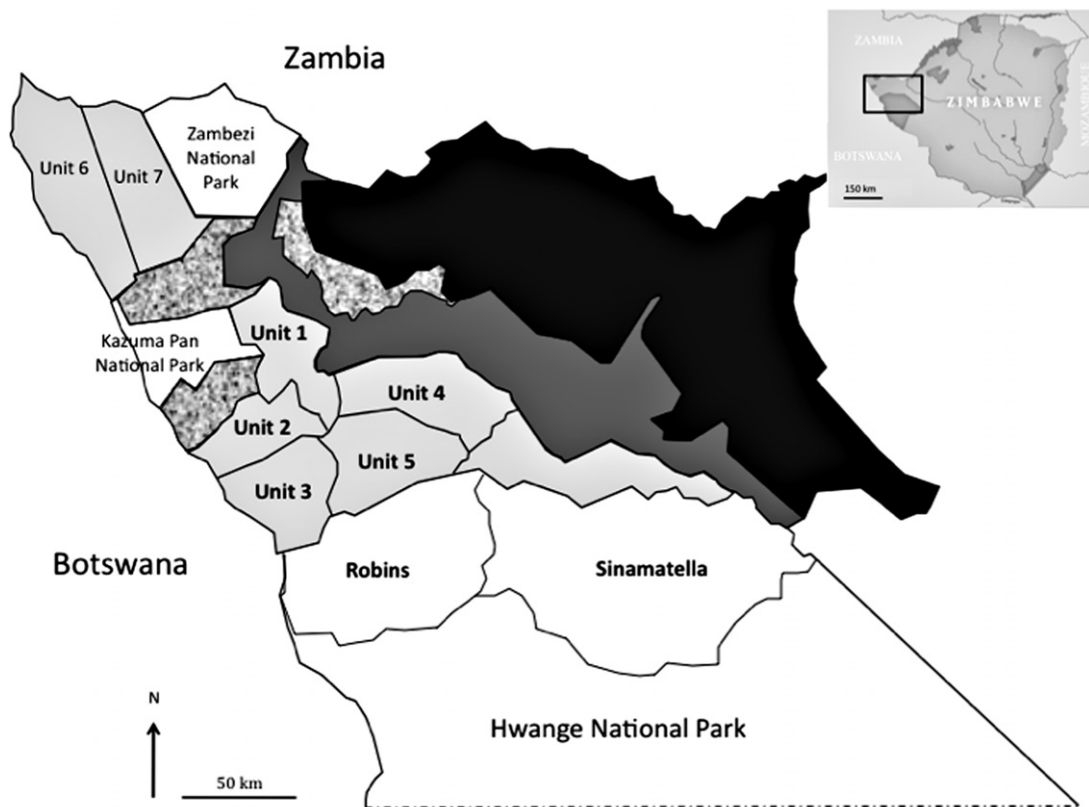 Zambia
ZAMBIA
ZIMBABWE
MOZAMBIQUE
BOTSWANA
150 km
Zambezi
National
Park
Unit 6
Unit 7
Kazuma Pan
National Park
Unit 1
Unit 4
Unit 2
Unit 5
Unit 3
Botswana
Robins
Sinamatella
Hwange National Park
N
50 km